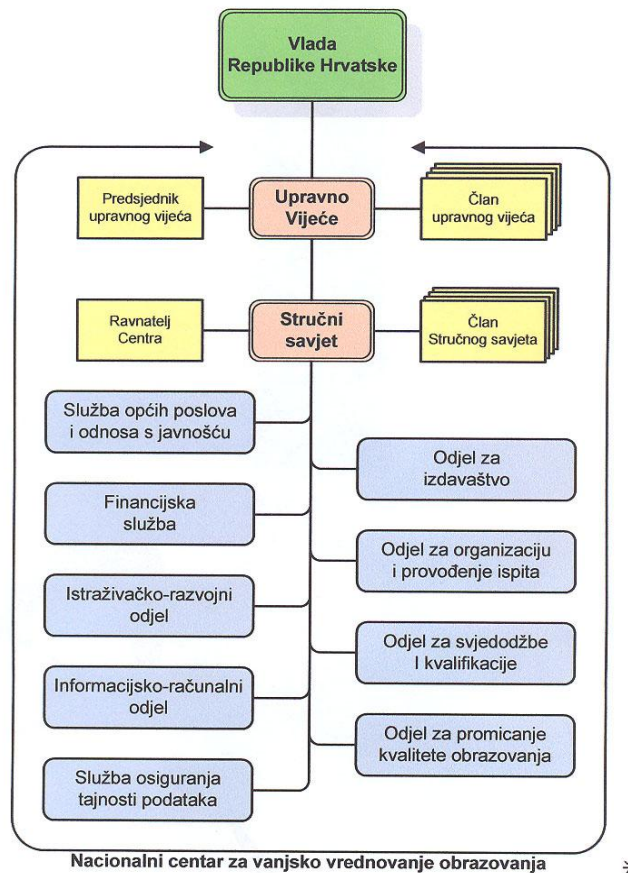 Vlada
Republike Hrvatske
Predsjednik
upravnog vijeća
Upravno
Vijeće
Član
upravnog vijeća
Ravnatelj
Centra
Stručni
savjet
Član
Stručnog savjeta
Služba općih poslova
i odnosa s javnošću
Odjel za
izdavaštvo
Financijska
služba
Odjel za organizaciju
i provođenje ispita
Istraživačko-razvojni
odjel
Odjel za svjedodžbe
I kvalifikacije
Informacijsko-računalni
odjel
Odjel za promicanje
kvalitete obrazovanja
Služba osiguranja
tajnosti podataka
Nacionalni centar za vanjsko vrednovanje obrazovanja